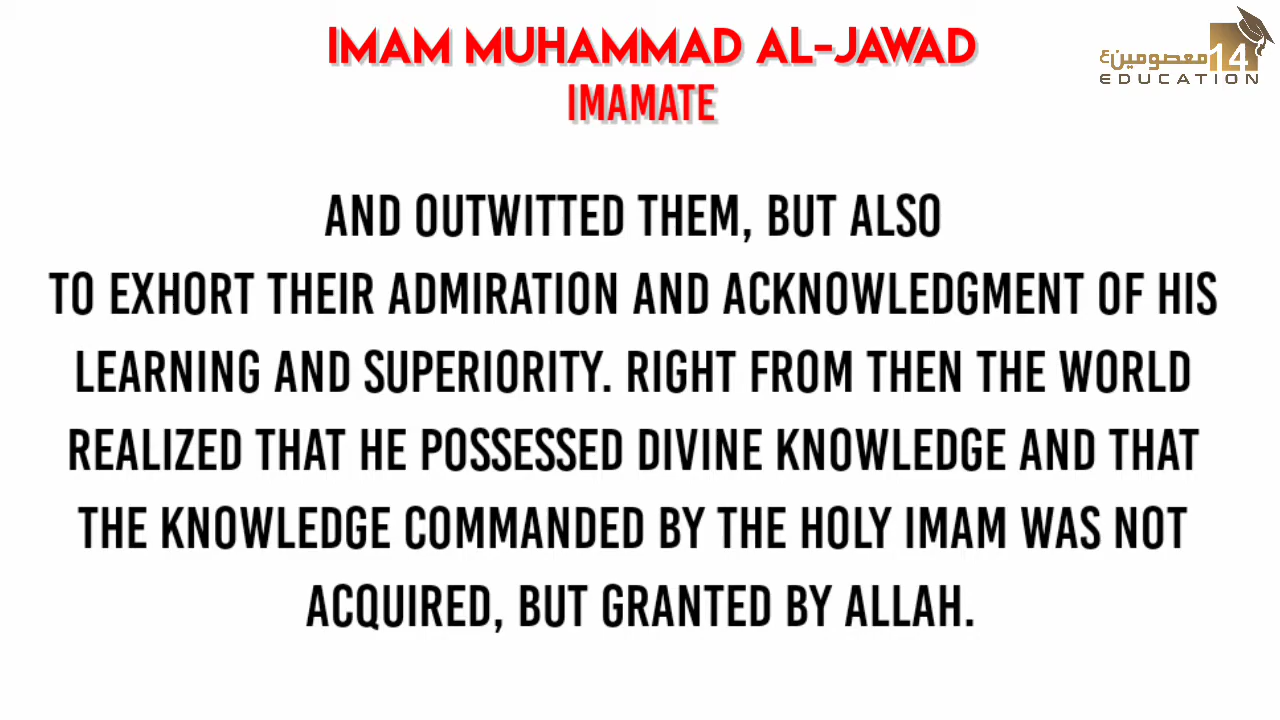 IMAM MUHAMMAD AL-JAWAD
IMAMATE
معصومين14ع
EDUCATION
AND OUTWITTED THEM, BUT ALSO
TO EXHORT THEIR ADMIRATION AND ACKNOWLEDGMENT OF HIS
LEARNING AND SUPERIORITY. RIGHT FROM THEN THE WORLD
REALIZED THAT HE POSSESSED DIVINE KNOWLEDGE AND THAT
THE KNOWLEDGE COMMANDED BY THE HOLY IMAM WAS NOT
ACQUIRED, BUT GRANTED BY ALLAH.